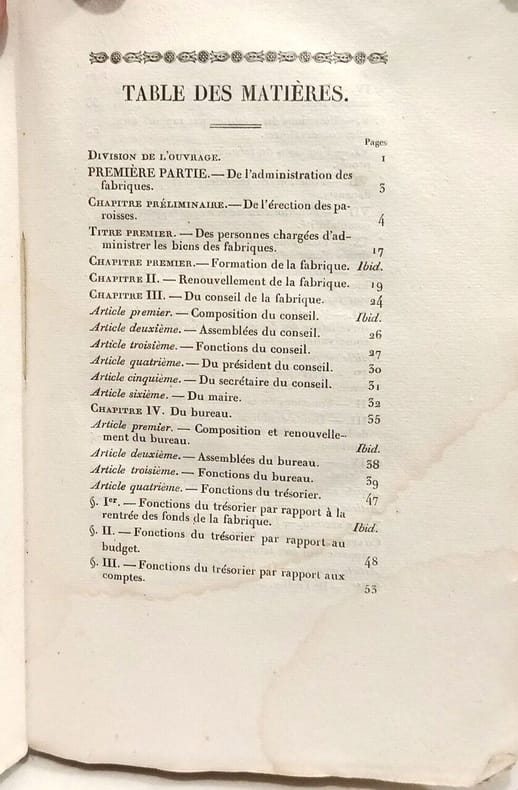 TABLE DES MATIÈRES.
Pages
DIVISION DE L'OUVRAGE. 1
PREMIÈRE PARTIE.—De l'administration des
fabriques. 3
CHAPITRE PRÉLIMINAIRE.—De l'érection des pa-
roisses. 4
TITRE PREMIER. — Des personnes chargées d'ad-
ministrer les biens des fabriques. 17
CHAPITRE PREMIER.— Formation de la fabrique. Ibid.
CHAPITRE II. — Renouvellement de la fabrique. 19
CHAPITRE III. — Du conseil de la fabrique. 24
Article premier. — Composition du conseil. Ibid.
Article deuxième. — Assemblées du conseil. 26
Article troisième. — Fonctions du conseil. 27
Article quatrième. — Du président du conseil. 30
Article cinquième. — Du secrétaire du conseil. 31
Article sixième. — Du maire. 32
CHAPITRE IV. Du bureau. 35
Article premier. — Composition et renouvelle-
ment du bureau. Ibid.
Article deuxième. — Assemblées du bureau. 38
Article troisième. — Fonctions du bureau. 39
Article quatrième. — Fonctions du trésorier. 47
§. Ier. — Fonctions du trésorier par rapport à la
rentrée des fonds de la fabrique. Ibid.
§. II. — Fonctions du trésorier par rapport au
budget. 48
§. III. — Fonctions du trésorier par rapport aux
comptes. 53